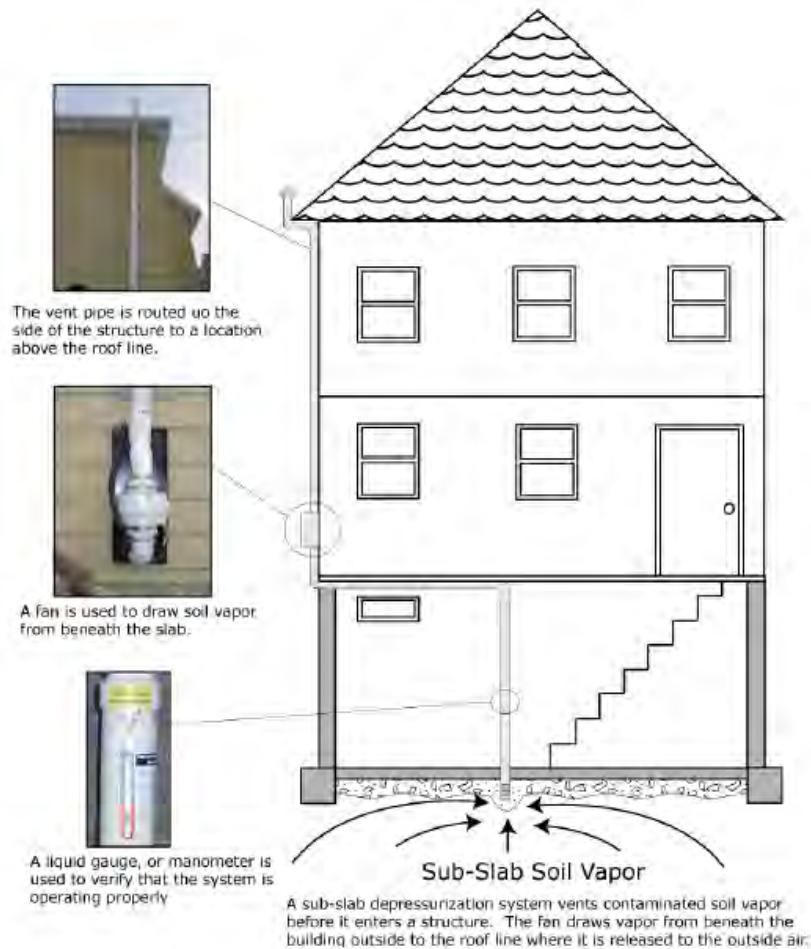 The vent pipe is routed uo the
side of the structure to a location
above the roof line.
A fan is used to draw soil vapor
from beneath the slab.
A liquid gauge, or manometer is
used to verify that the system is
operating properly
Sub-Slab Soil Vapor
A sub-slab depressurization system vents contaminated soil vapor
before it enters a structure. The fan draws vapor from beneath the
building outside to the roof line where it is released to the outside air